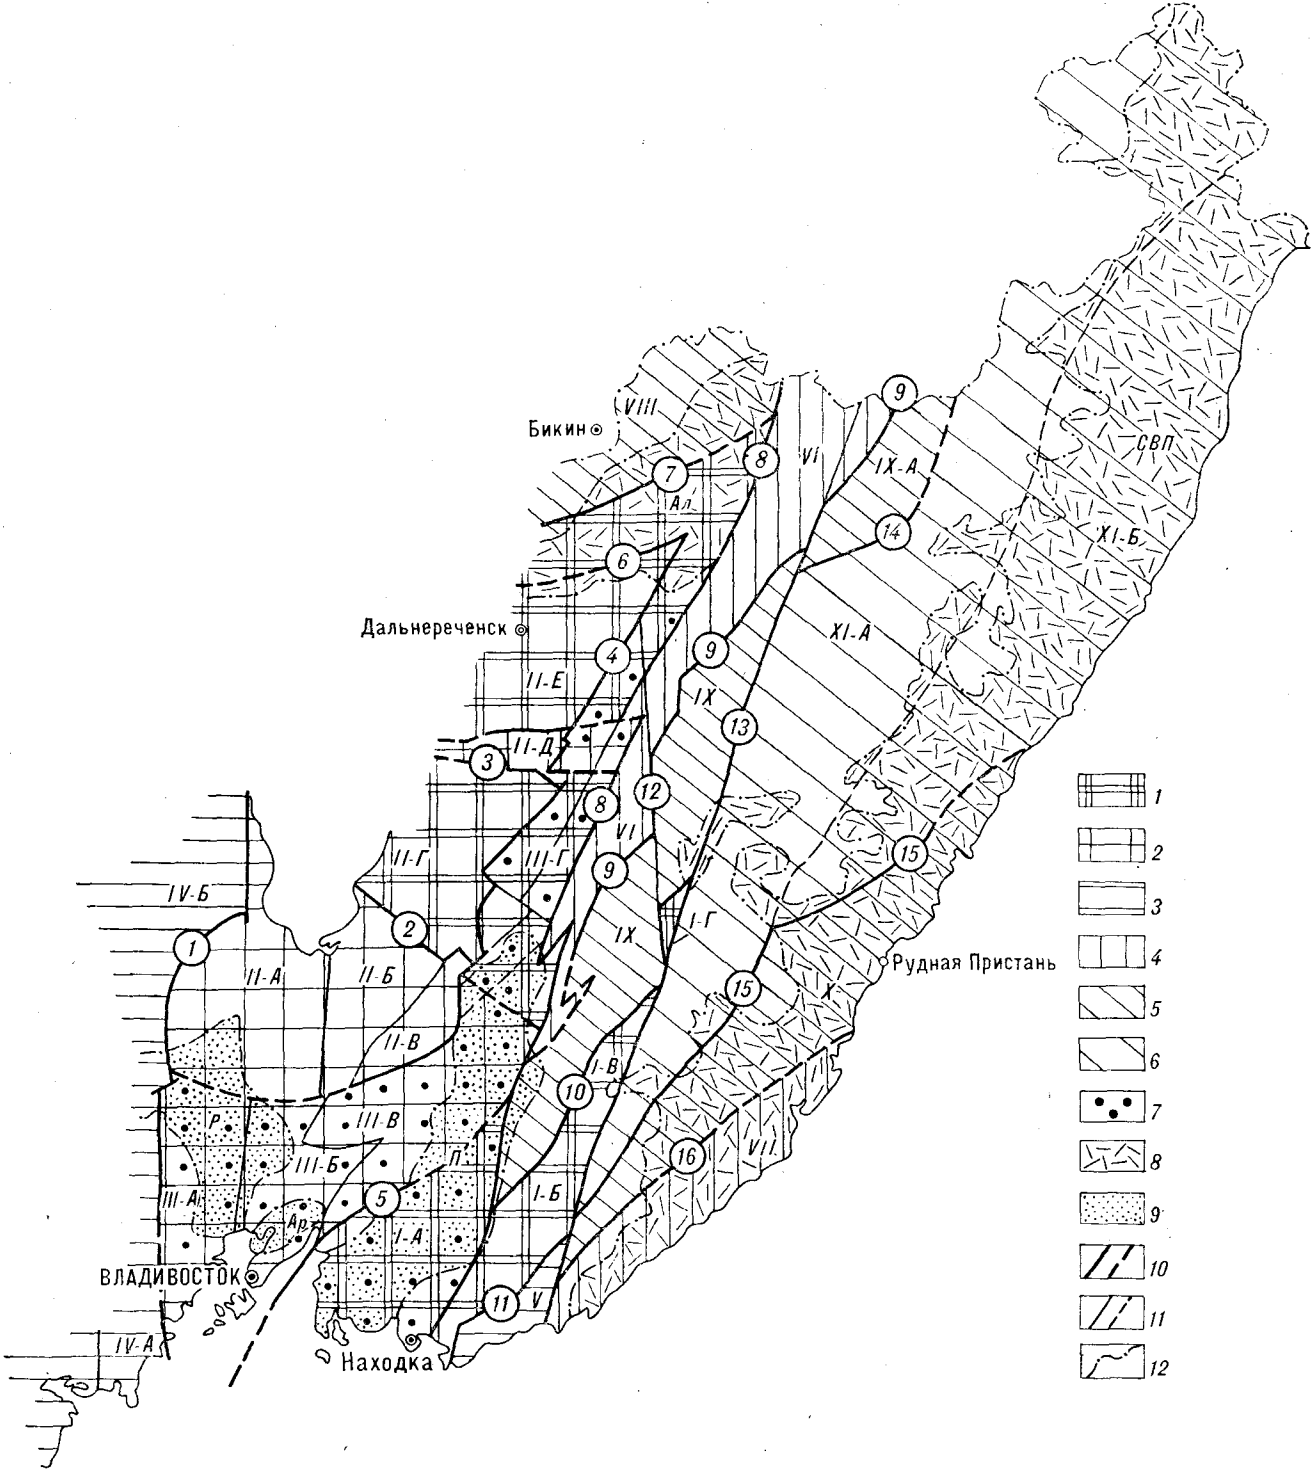 9
VIII
Бикин
СВП
8
VI
IX-А
7
Ал
14
XI-Б
6
Дальнереченск
XI-А
4
9
II-Е
IX
13
II-Д
3
12
8
1
VI
2
15
II-Г
III-Г
9
IV-Б
3
I-Г
2
IX
1
4
Рудная Пристань
II-А
II-Б
15
X
5
II-В
6
I-В
10
7
Р
III-В
П
VII
16
8
III-Б
III-А
5
I-Б
9
Ар
I-А
10
ВЛАДИВОСТОК
11
V
11
IV-А
Находка
12